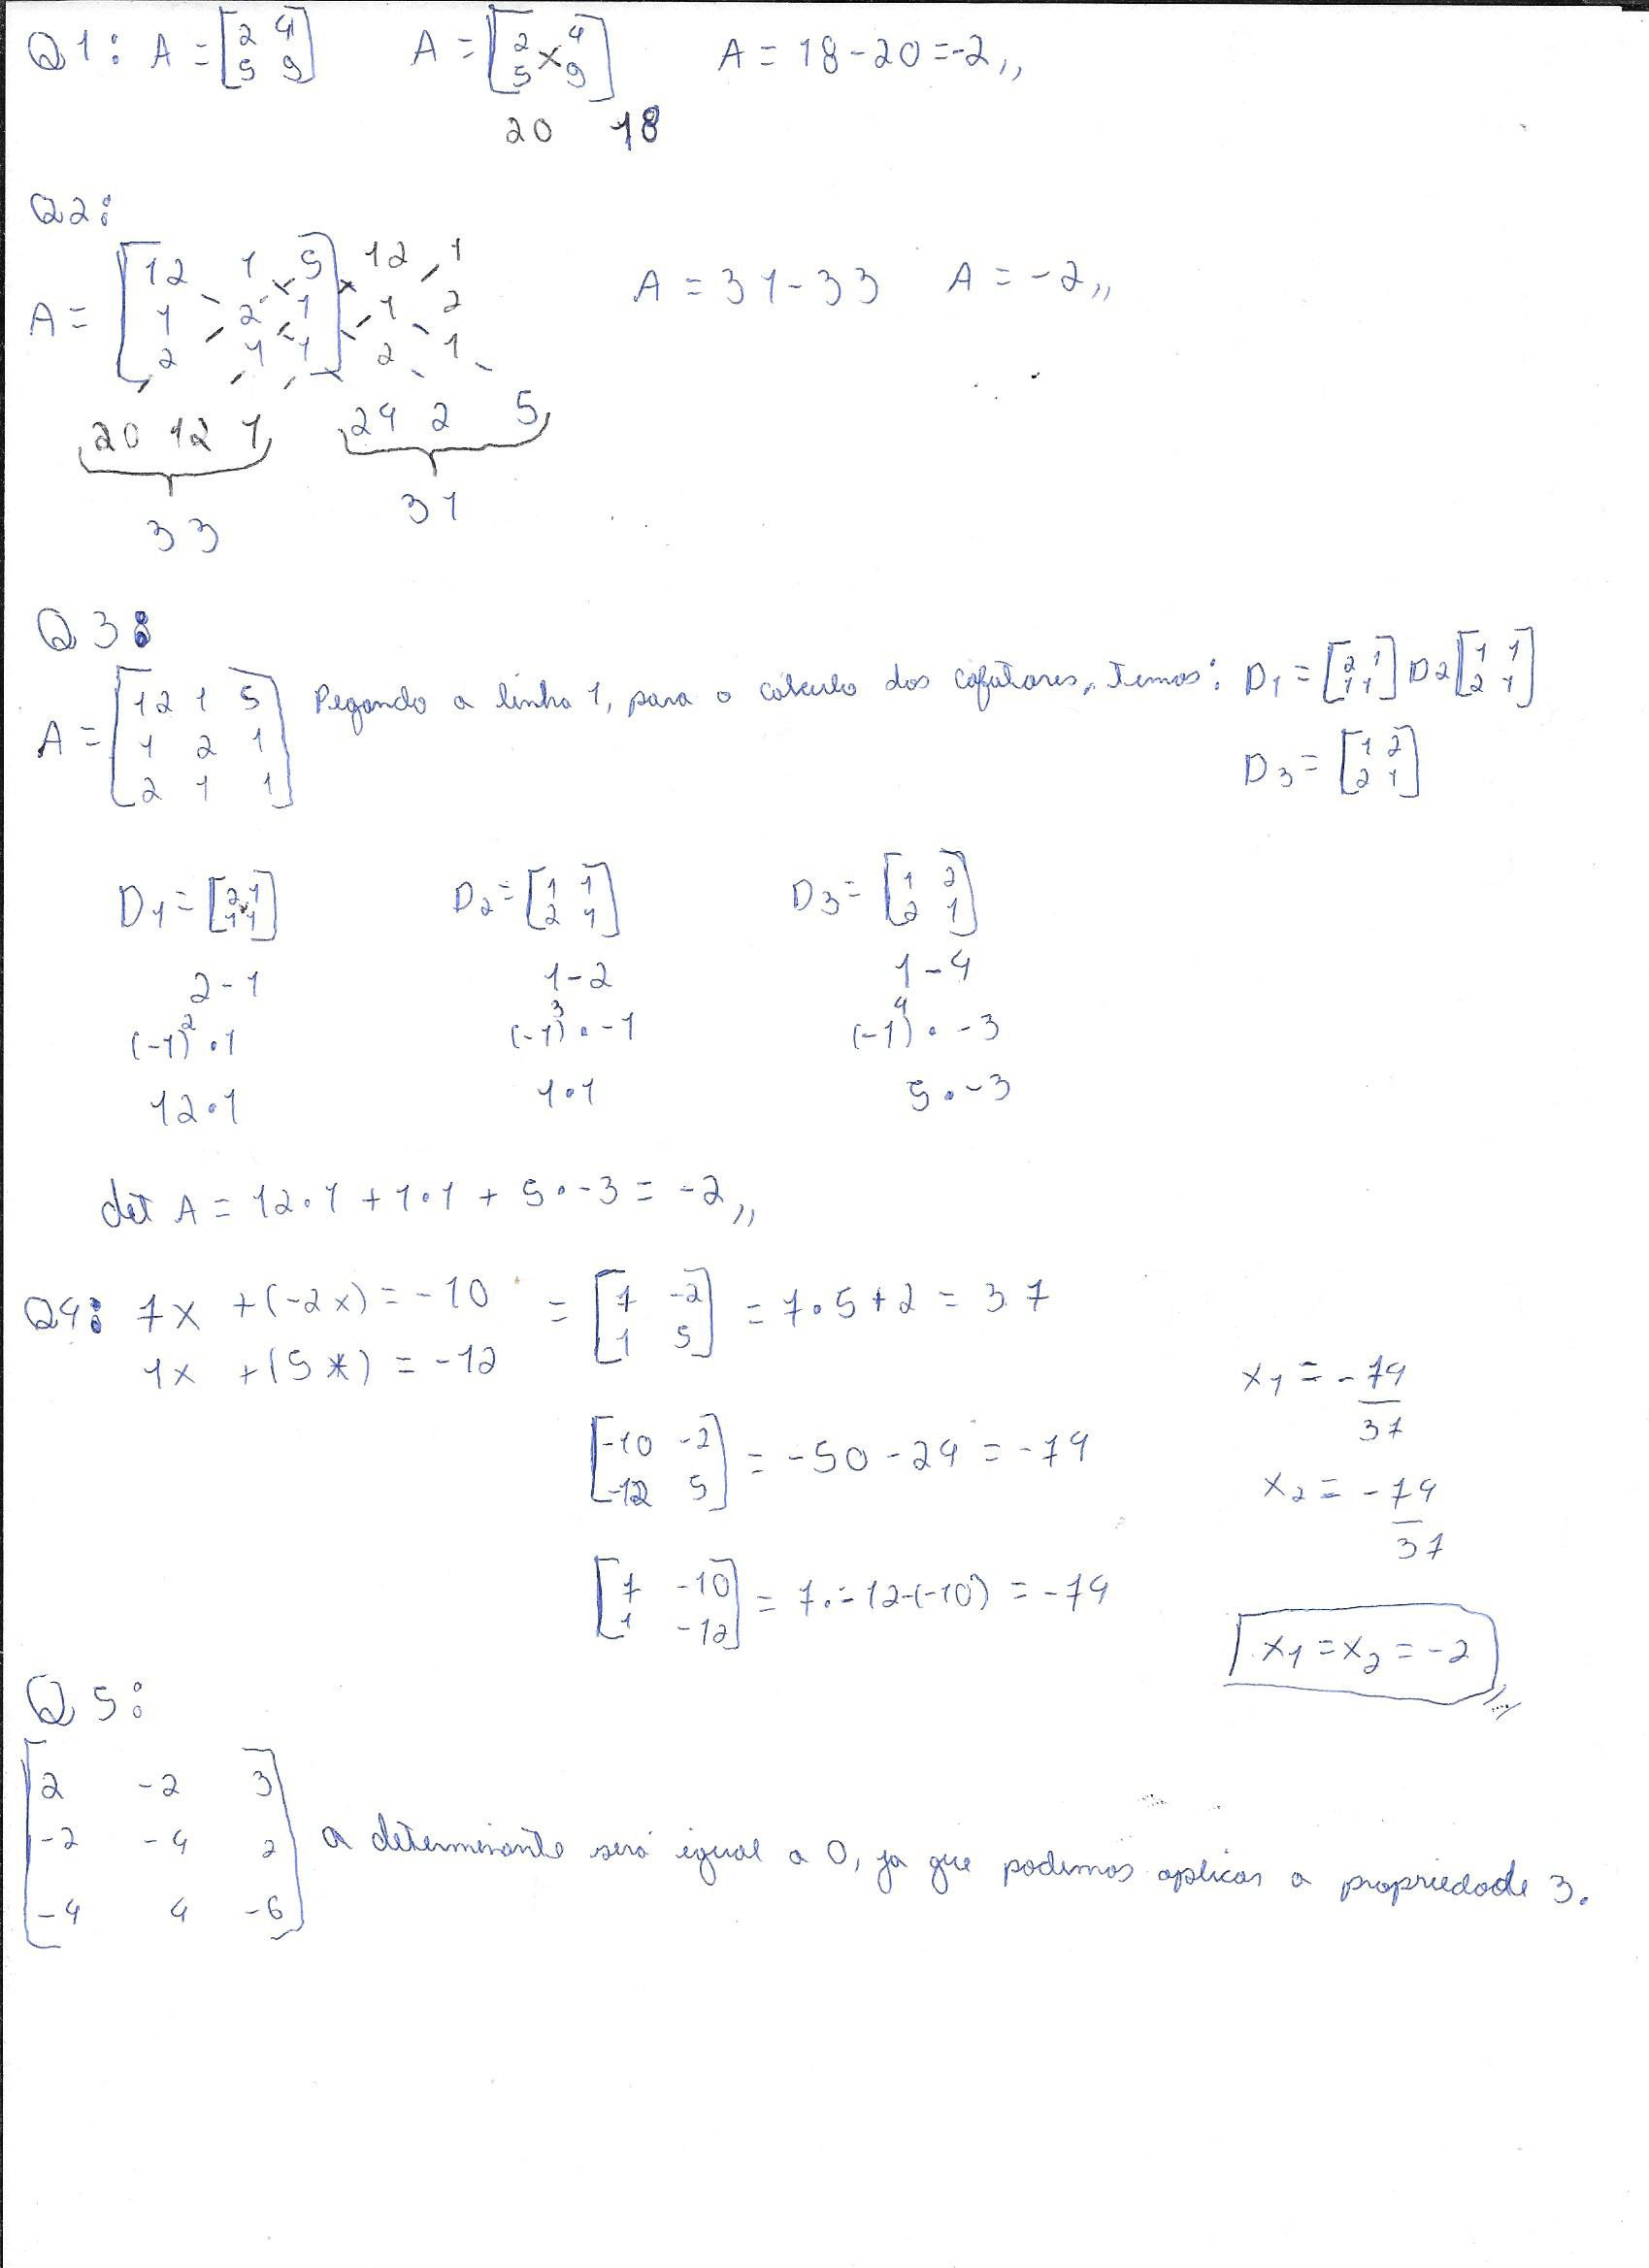 Q1: A = [2 4 A = [2 4 A = 18 - 20 = -2,,
5 9] 5 9]
20 18
Q2:
A = [12 1 5] 12 1 A = 31 - 33 A = -2,,
1 2 1 1 2
2 1 1 2 1
20 12 1 24 2 5
33 31
Q3:
A = [12 1 5 Pegando a linha 1, para o cálculo dos cofatores, temos: D1 = [2 1 D2 [1 1
1 2 1 1 1] 2 1]
2 1 1] D3 = [1 2
2 1]
D1 = [2 1 D2 = [1 1 D3 = [1 2
1 1] 2 1] 2 1]
2 - 1 1 - 2 1 - 4
(-1)^2 • 1 (-1)^3 • -1 (-1)^4 • -3
12 • 1 1 • 1 5 • -3
det A = 12 • 1 + 1 • 1 + 5 • -3 = -2,,
Q4: 7x + (-2x) = -10 = [7 -2 = 7 • 5 + 2 = 37
1x + (5x) = -12 1 5]
x1 = -74/37
[-10 -2 = -50 - 24 = -74
-12 5]
x2 = -74/37
[7 -10 = 7 • -12 - (-10) = -74
1 -12]
x1 = x2 = -2
Q5:
[2 -2 3
-2 -4 2 a determinante será igual a 0, ja que podemos aplicar a propriedade 3.
-4 4 -6]